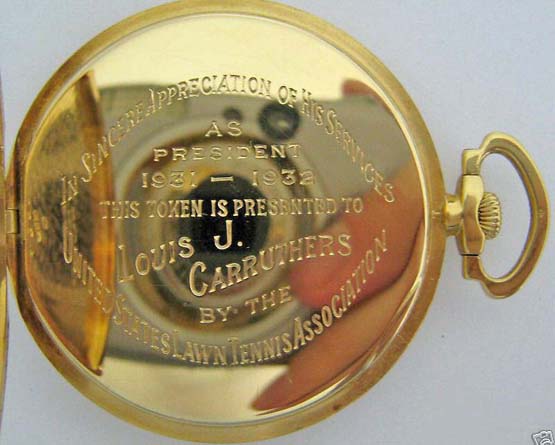 IN SINCERE APPRECIATION OF HIS SERVICES
AS
PRESIDENT
1931 — 1932
THIS TOKEN IS PRESENTED TO
LOUIS J.
CARRUTHERS
BY THE
UNITED STATES LAWN TENNIS ASSOCIATION